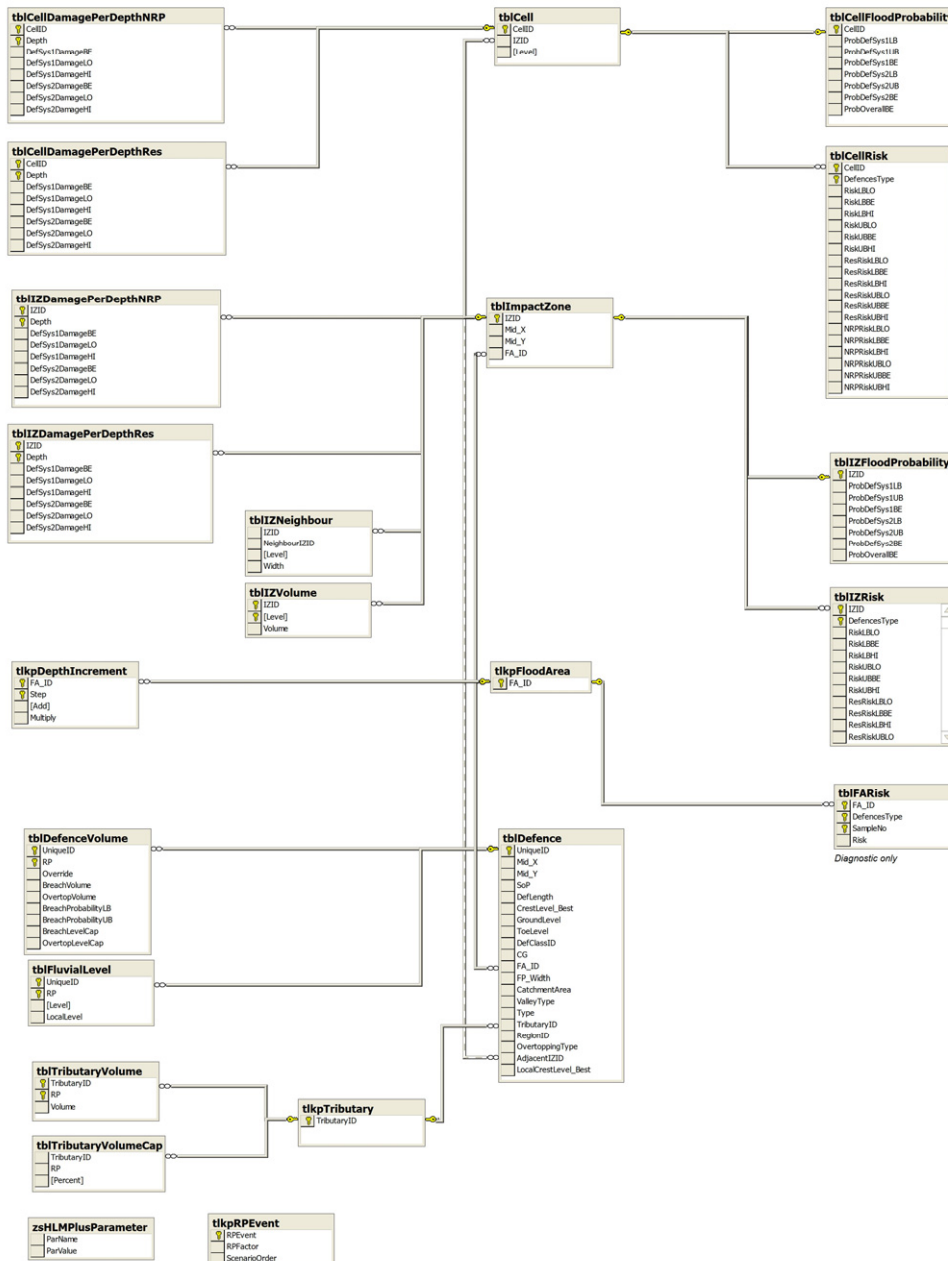 tblCellDamagePerDepthNRP
CellID
Depth
DefSys1DamageBE
DefSys1DamageLO
DefSys1DamageHI
DefSys2DamageBE
DefSys2DamageLO
DefSys2DamageHI
tblCell
CellID
IZID
[Level]
tblCellFloodProbability
CellID
ProbDefSys1LB
ProbDefSys1UB
ProbDefSys1BE
ProbDefSys2LB
ProbDefSys2UB
ProbDefSys2BE
ProbOverallBE
tblCellDamagePerDepthRes
CellID
Depth
DefSys1DamageBE
DefSys1DamageLO
DefSys1DamageHI
DefSys2DamageBE
DefSys2DamageLO
DefSys2DamageHI
tblCellRisk
CellID
DefencesType
RiskLBLO
RiskLBBE
RiskLBHI
RiskUBLO
RiskUBBE
RiskUBHI
ResRiskLBLO
ResRiskLBBE
ResRiskLBHI
ResRiskUBLO
ResRiskUBBE
ResRiskUBHI
NRPRiskLBLO
NRPRiskLBBE
NRPRiskLBHI
NRPRiskUBLO
NRPRiskUBBE
NRPRiskUBHI
tblIZDamagePerDepthNRP
IZID
Depth
DefSys1DamageBE
DefSys1DamageLO
DefSys1DamageHI
DefSys2DamageBE
DefSys2DamageLO
DefSys2DamageHI
tblImpactZone
IZID
Mid_X
Mid_Y
FA_ID
tblIZDamagePerDepthRes
IZID
Depth
DefSys1DamageBE
DefSys1DamageLO
DefSys1DamageHI
DefSys2DamageBE
DefSys2DamageLO
DefSys2DamageHI
tblIZFloodProbability
IZID
ProbDefSys1LB
ProbDefSys1UB
ProbDefSys1BE
ProbDefSys2LB
ProbDefSys2UB
ProbDefSys2BE
ProbOverallBE
tblIZNeighbour
IZID
NeighbourIZID
[Level]
Width
tblIZVolume
IZID
[Level]
Volume
tblIZRisk
IZID
DefencesType
RiskLBLO
RiskLBBE
RiskLBHI
RiskUBLO
RiskUBBE
RiskUBHI
ResRiskLBLO
ResRiskLBBE
ResRiskLBHI
ResRiskUBLO
tlkpDepthIncrement
FA_ID
Step
[Add]
Multiply
tlkpFloodArea
FA_ID
tblFARisk
FA_ID
DefencesType
SampleNo
Risk
Diagnostic only
tblDefenceVolume
UniqueID
RP
Override
BreachVolume
OvertopVolume
BreachProbabilityLB
BreachProbabilityUB
BreachLevelCap
OvertopLevelCap
tblDefence
UniqueID
Mid_X
Mid_Y
SoP
DefLength
CrestLevel_Best
GroundLevel
ToeLevel
DefClassID
CG
FA_ID
FP_Width
CatchmentArea
ValleyType
Type
TributaryID
RegionID
OvertoppingType
AdjacentIZID
LocalCrestLevel_Best
tblFluvialLevel
UniqueID
RP
[Level]
LocalLevel
tblTributaryVolume
TributaryID
RP
Volume
tlkpTributary
TributaryID
tblTributaryVolumeCap
TributaryID
RP
[Percent]
zsHLMPlusParameter
ParName
ParValue
tlkpRPEvent
RPEvent
RPFactor
ScenarioOrder